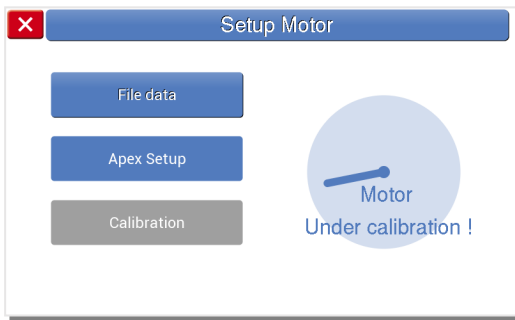 Setup Motor
File data
Apex Setup
Calibration
Motor
Under calibration !